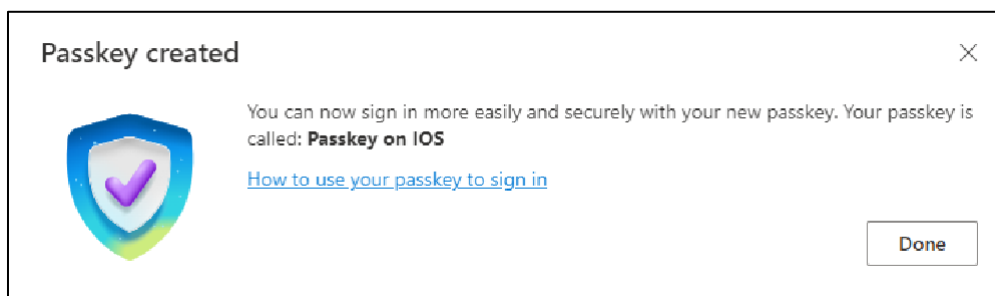 Passkey created
You can now sign in more easily and securely with your new passkey. Your passkey is
called: Passkey on IOS
How to use your passkey to sign in
Done